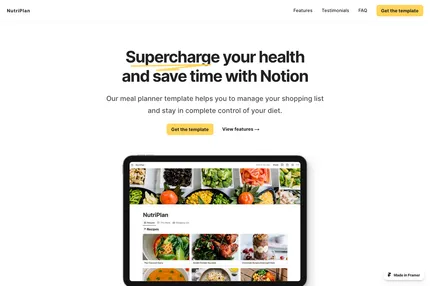 NutriPlan
Features
Testimonials
FAQ
Get the template
Supercharge your health
and save time with Notion
Our meal planner template helps you to manage your shopping list
and stay in complete control of your diet.
Get the template
View features →
NutriPlan
Recipes
Made in Framer